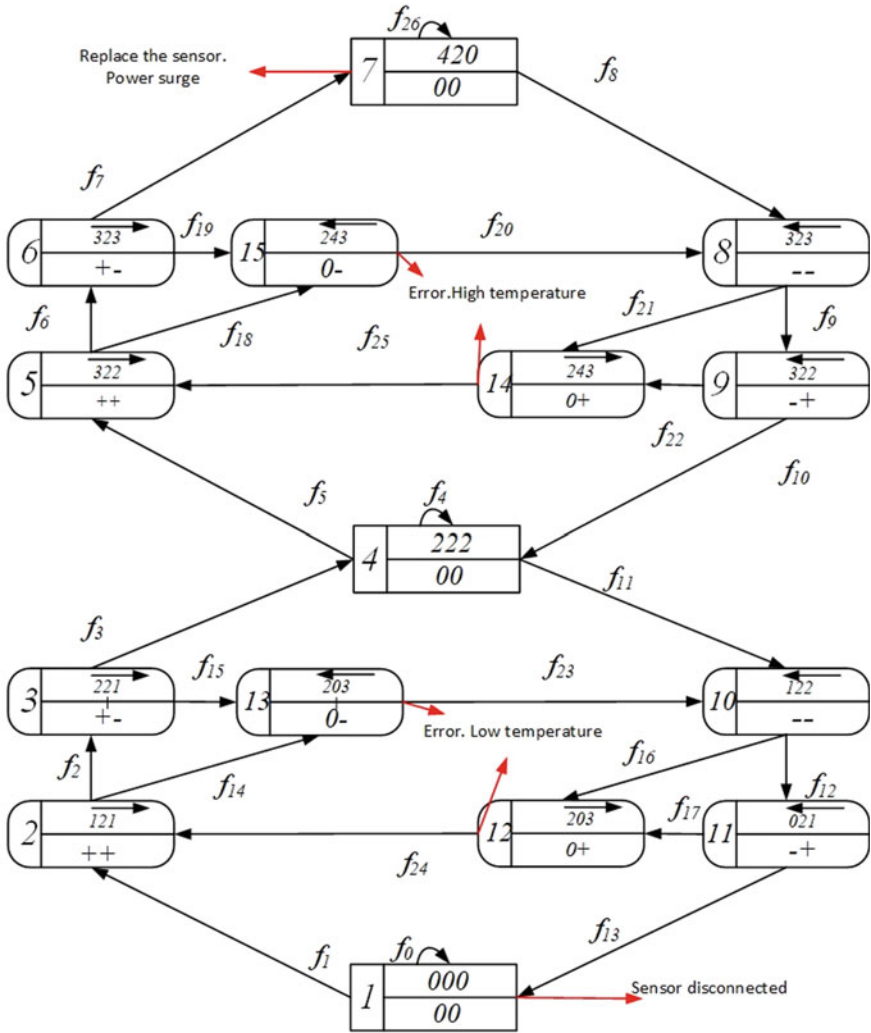 f26
Replace the sensor.
Power surge
7
420
00
f8
f7
6
323
+-
f19
15
243
0-
f20
8
323
--
Error.High temperature
f6
f18
f25
f21
f9
5
322
++
14
243
0+
9
322
-+
f22
f10
f5
f4
4
222
00
f11
f3
3
221
+-
f15
13
203
0-
f23
10
122
--
Error. Low temperature
f2
f14
f16
f12
2
121
++
12
203
0+
f17
11
021
-+
f24
f13
f1
f0
1
000
00
Sensor disconnected